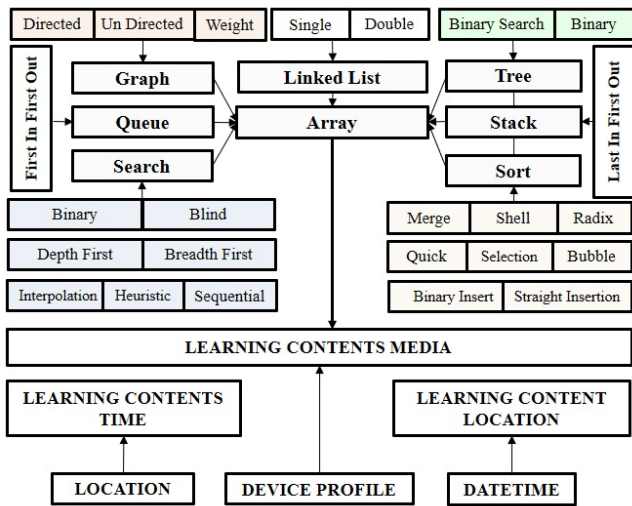 Directed Un Directed Weight Single Double Binary Search Binary
First In First Out
Graph Linked List Tree
Queue Array Stack
Search Sort
Last In First Out
Binary Blind Merge Shell Radix
Depth First Breadth First Quick Selection Bubble
Interpolation Heuristic Sequential Binary Insert Straight Insertion
LEARNING CONTENTS MEDIA
LEARNING CONTENTS
TIME
LEARNING CONTENT
LOCATION
LOCATION DEVICE PROFILE DATETIME